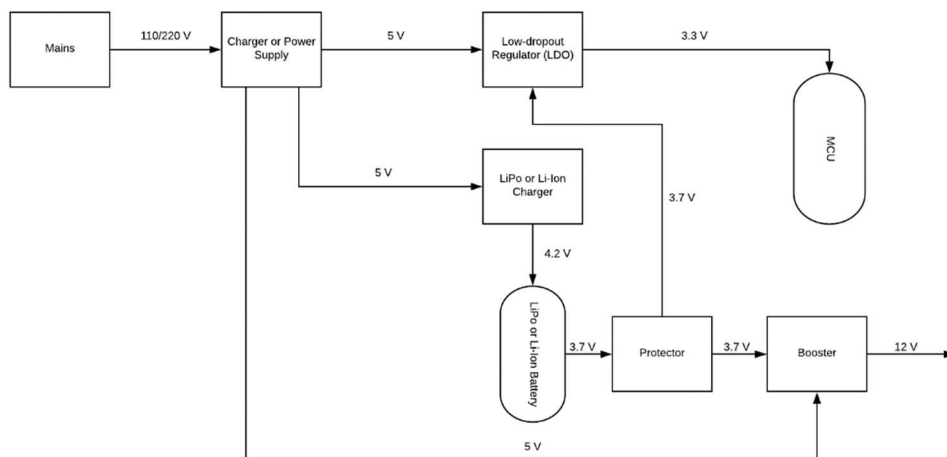 Mains
110/220 V
Charger or Power
Supply
5 V
Low-dropout
Regulator (LDO)
3.3 V
MCU
5 V
LiPo or Li-Ion
Charger
3.7 V
4.2 V
LiPo or Li-Ion Battery
3.7 V
Protector
3.7 V
Booster
12 V
5 V